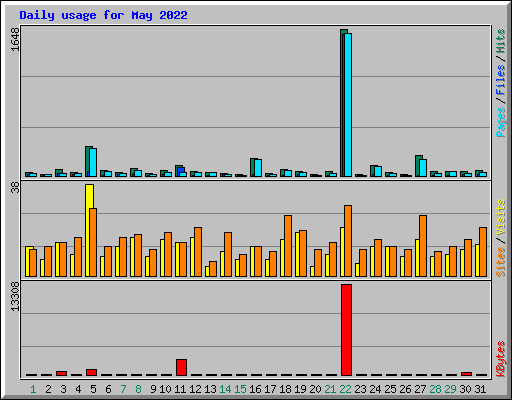 Daily usage for May 2022
1648
Pages / Files / Hits
38
Sites / Visits
13308
KBytes
1 2 3 4 5 6 7 8 9 10 11 12 13 14 15 16 17 18 19 20 21 22 23 24 25 26 27 28 29 30 31